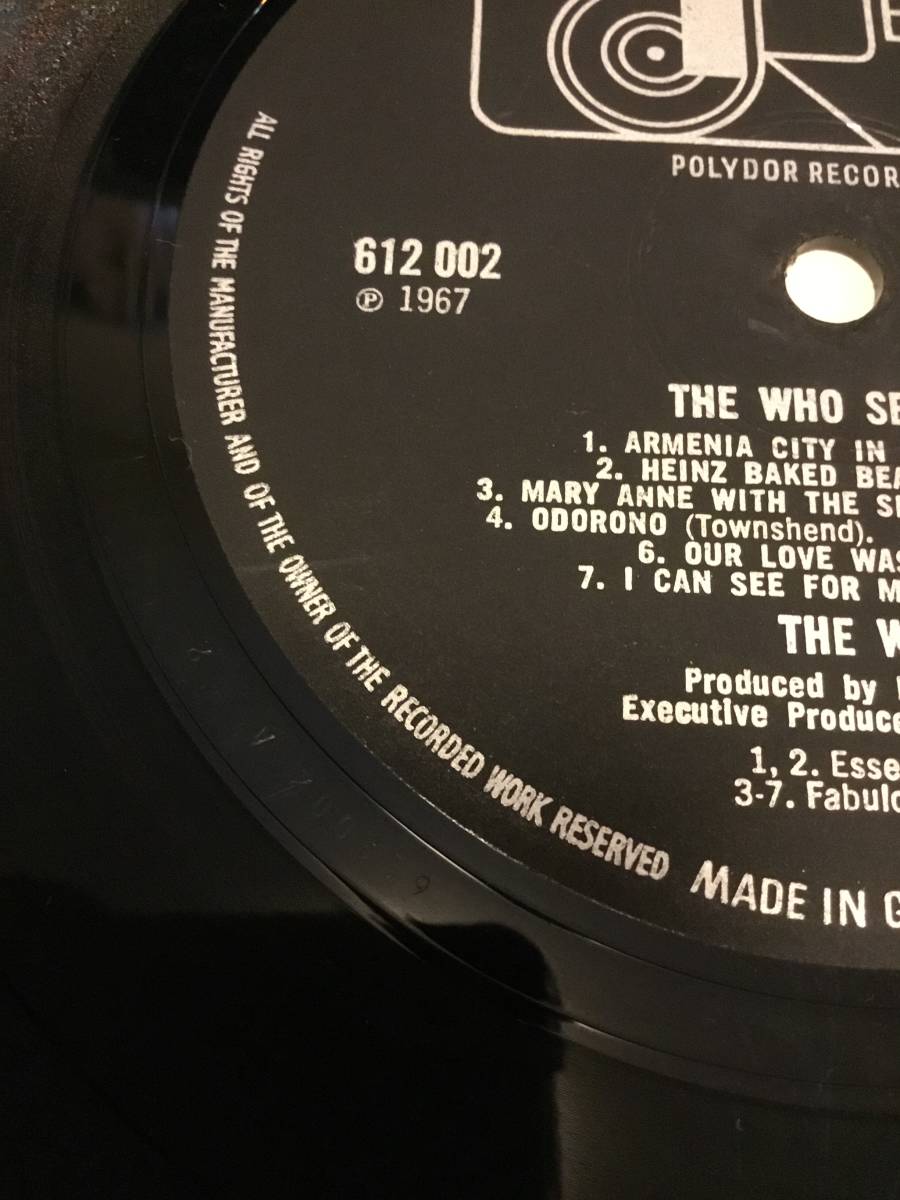 POLYDOR RECOR
612 002
℗ 1967
THE WHO SE
1. ARMENIA CITY IN
2. HEINZ BAKED BEA
3. MARY ANNE WITH THE S
4. ODORONO (Townshend).
6. OUR LOVE WAS
7. I CAN SEE FOR M
THE W
Produced by
Executive Produce
1, 2. Esse
3-7. Fabulo
ALL RIGHTS OF THE MANUFACTURER AND OF THE OWNER OF THE RECORDED WORK RESERVED
MADE IN G